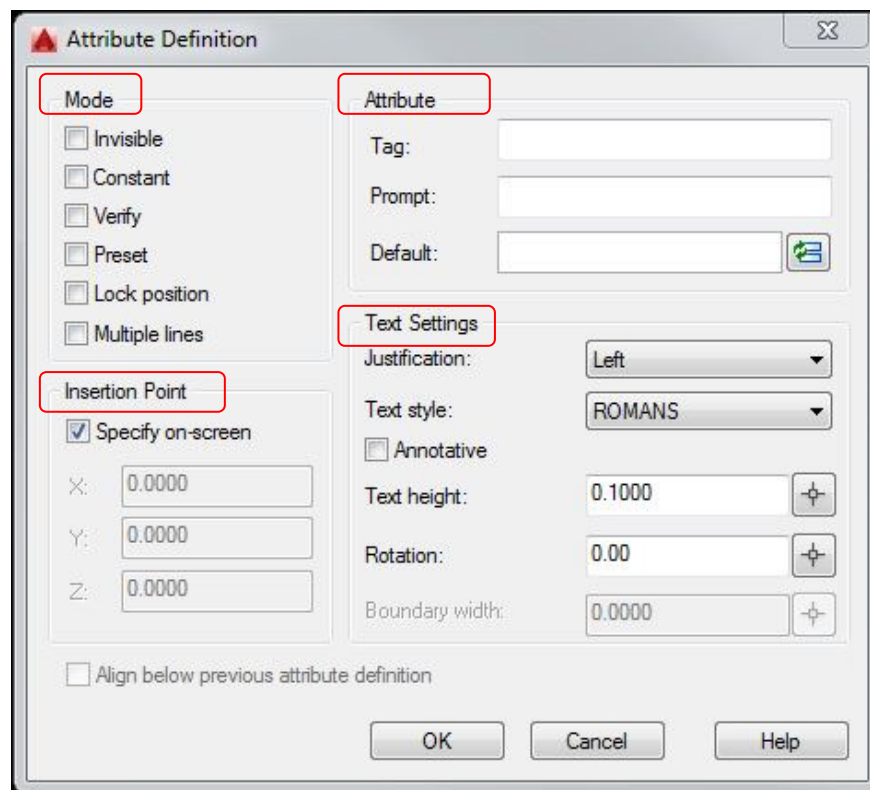 Attribute Definition
Mode
Invisible
Constant
Verify
Preset
Lock position
Multiple lines
Insertion Point
Specify on-screen
X: 0.0000
Y: 0.0000
Z: 0.0000
Attribute
Tag:
Prompt:
Default:
Text Settings
Justification: Left
Text style: ROMANS
Annotative
Text height: 0.1000
Rotation: 0.00
Boundary width: 0.0000
Align below previous attribute definition
OK Cancel Help